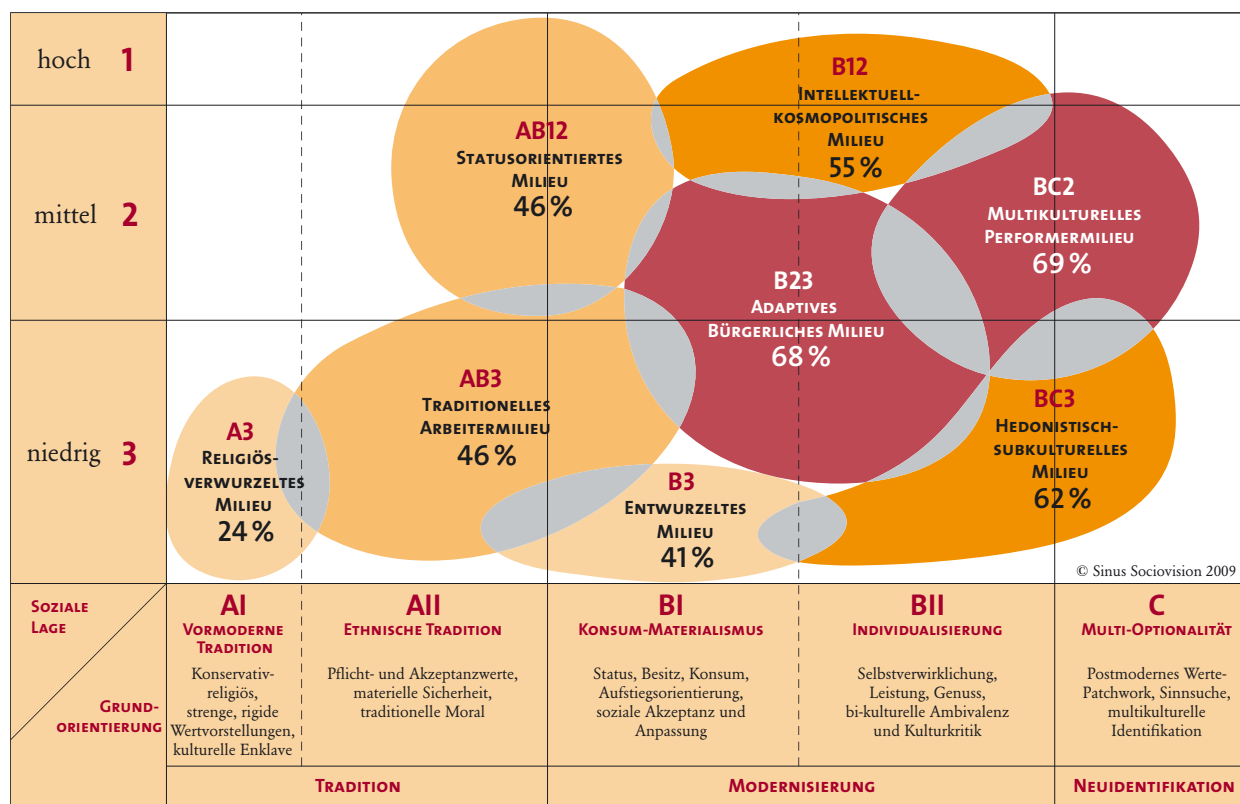 hoch 1
mittel 2
niedrig 3
AB12
Statusorientiertes
Milieu
46 %
B12
Intellektuell-
kosmopolitisches
Milieu
55 %
BC2
Multikulturelles
Performermilieu
69 %
B23
Adaptives
Bürgerliches Milieu
68 %
A3
Religiös-
verwurzeltes
Milieu
24 %
AB3
Traditionelles
Arbeitermilieu
46 %
B3
Entwurzeltes
Milieu
41 %
BC3
Hedonistisch-
subkulturelles
Milieu
62 %
© Sinus Sociovision 2009
Soziale
Lage
Grund-
orientierung
AI
Vormoderne
Tradition
Konservativ-
religiös,
strenge, rigide
Wertvorstellungen,
kulturelle Enklave
AII
Ethnische Tradition
Pflicht- und Akzeptanzwerte,
materielle Sicherheit,
traditionelle Moral
BI
Konsum-Materialismus
Status, Besitz, Konsum,
Aufstiegsorientierung,
soziale Akzeptanz und
Anpassung
BII
Individualisierung
Selbstverwirklichung,
Leistung, Genuss,
bi-kulturelle Ambivalenz
und Kulturkritik
C
Multi-Optionalität
Postmodernes Werte-
Patchwork, Sinnsuche,
multikulturelle
Identifikation
Tradition
Modernisierung
Neuidentifikation